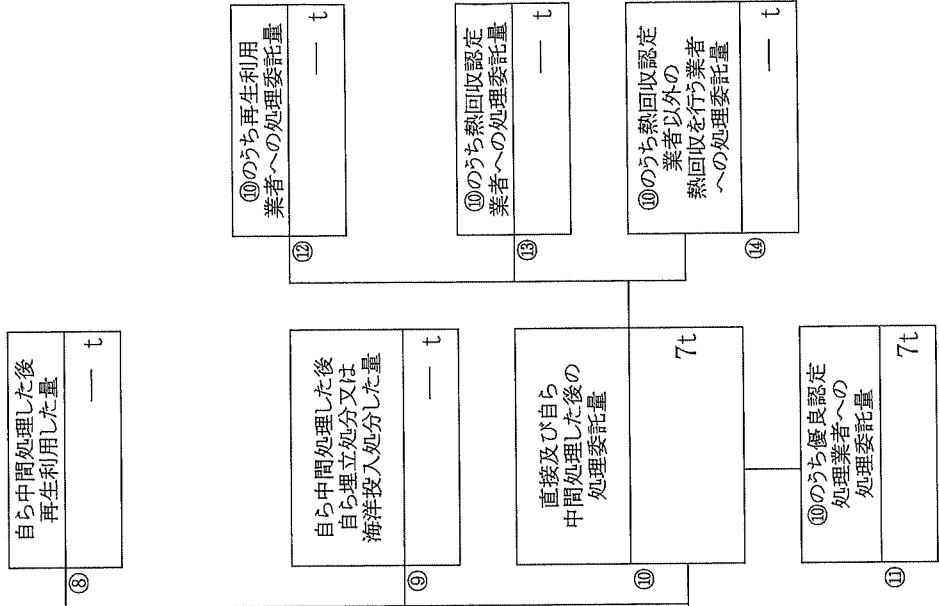 自ら中間処理した後
再生利用した量
— t
⑧
自ら中間処理した後
自ら埋立処分又は
海洋投入処分した量
— t
⑨
直接及び自ら
中間処理した後の
処理委託量
7t
⑩
⑩のうち優良認定
処理業者への
処理委託量
7t
⑪
⑩のうち再生利用
業者への処理委託量
— t
⑫
⑩のうち熱回収認定
業者への処理委託量
— t
⑬
⑩のうち熱回収認定
業者以外の
熱回収を行う業者
への処理委託量
— t
⑭